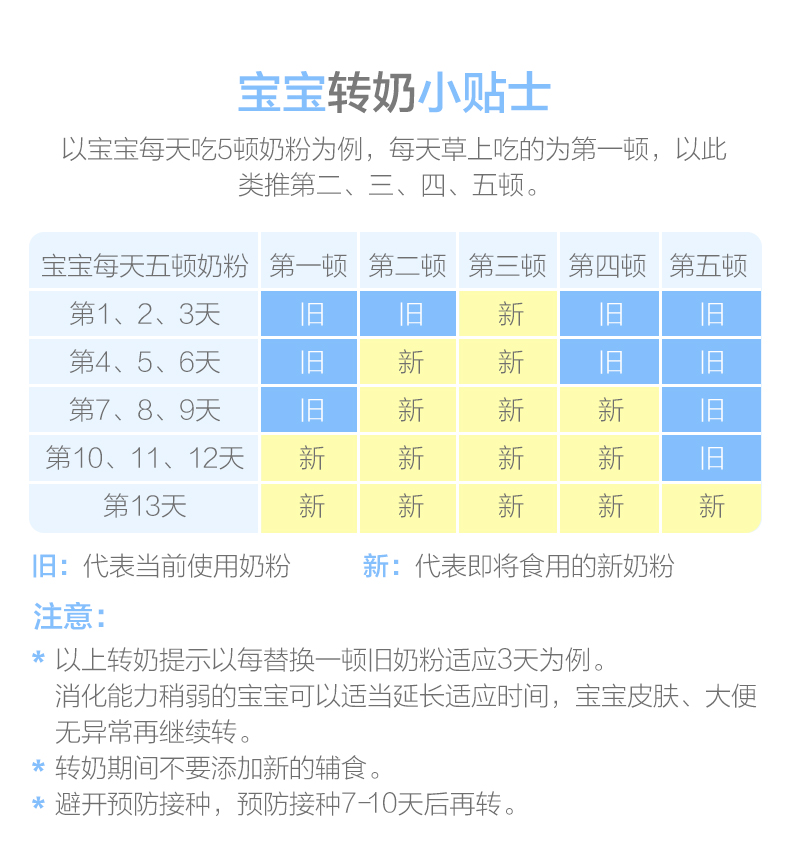 宝宝转奶小贴士
以宝宝每天吃5顿奶粉为例，每天草上吃的为第一顿，以此
类推第二、三、四、五顿。
宝宝每天五顿奶粉 第一顿 第二顿 第三顿 第四顿 第五顿
第1、2、3天 旧 旧 新 旧 旧
第4、5、6天 旧 新 新 旧 旧
第7、8、9天 旧 新 新 新 旧
第10、11、12天 新 新 新 新 旧
第13天 新 新 新 新 新
旧：代表当前使用奶粉 新：代表即将食用的新奶粉
注意：
* 以上转奶提示以每替换一顿旧奶粉适应3天为例。
消化能力稍弱的宝宝可以适当延长适应时间，宝宝皮肤、大便
无异常再继续转。
* 转奶期间不要添加新的辅食。
* 避开预防接种，预防接种7-10天后再转。